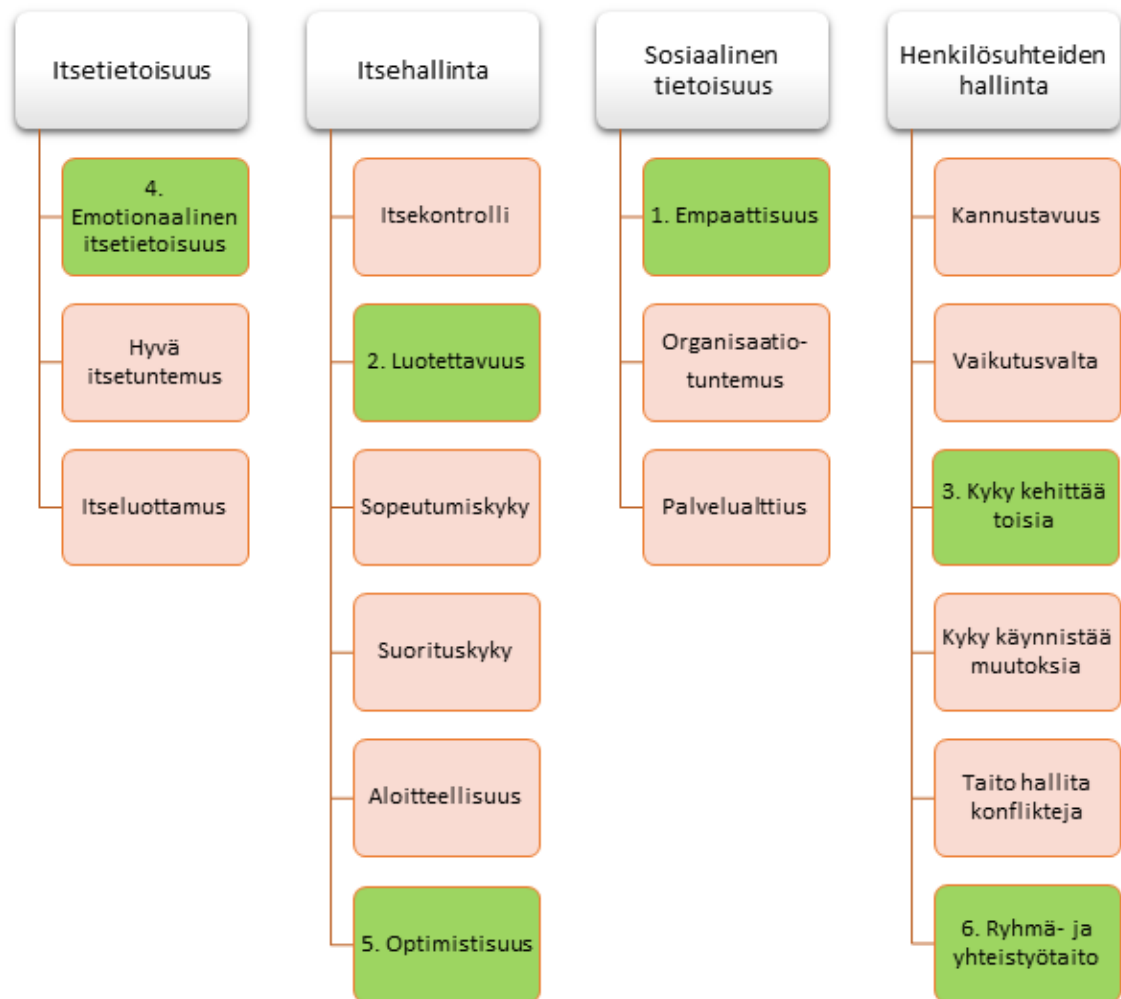 Itsetietoisuus
4.
Emotionaalinen
itsetietoisuus
Hyvä
itsetuntemus
Itseluottamus
Itsehallinta
Itsekontrolli
2. Luotettavuus
Sopeutumiskyky
Suorituskyky
Aloitteellisuus
5. Optimistisuus
Sosiaalinen
tietoisuus
1. Empaattisuus
Organisaatio-
tuntemus
Palvelualttius
Henkilösuhteiden
hallinta
Kannustavuus
Vaikutusvalta
3. Kyky kehittää
toisia
Kyky käynnistää
muutoksia
Taito hallita
konflikteja
6. Ryhmä- ja
yhteistyötaito